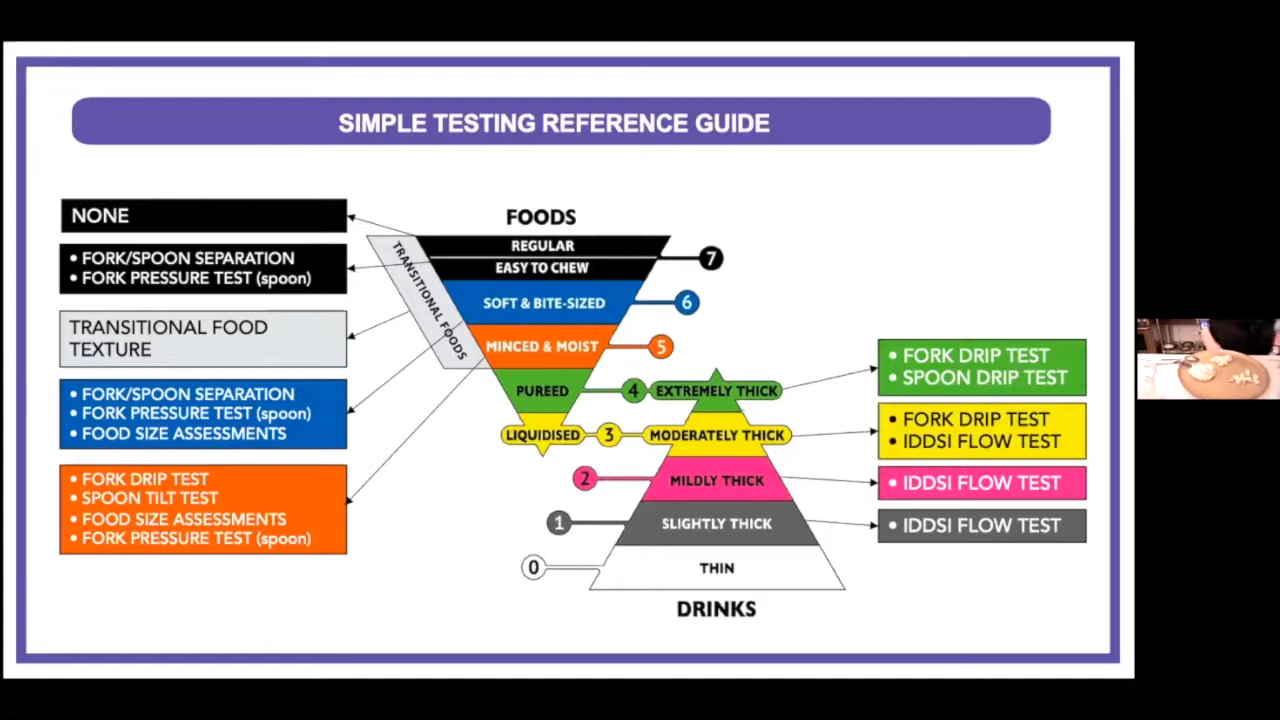 SIMPLE TESTING REFERENCE GUIDE
NONE
• FORK/SPOON SEPARATION
• FORK PRESSURE TEST (spoon)
TRANSITIONAL FOOD
TEXTURE
• FORK/SPOON SEPARATION
• FORK PRESSURE TEST (spoon)
• FOOD SIZE ASSESSMENTS
• FORK DRIP TEST
• SPOON TILT TEST
• FOOD SIZE ASSESSMENTS
• FORK PRESSURE TEST (spoon)
FOODS
TRANSITIONAL FOODS
REGULAR
EASY TO CHEW
7
SOFT & BITE-SIZED
6
MINCED & MOIST
5
PUREED
4
EXTREMELY THICK
LIQUIDISED
3
MODERATELY THICK
2
MILDLY THICK
1
SLIGHTLY THICK
0
THIN
DRINKS
• FORK DRIP TEST
• SPOON DRIP TEST
• FORK DRIP TEST
• IDDSI FLOW TEST
• IDDSI FLOW TEST
• IDDSI FLOW TEST